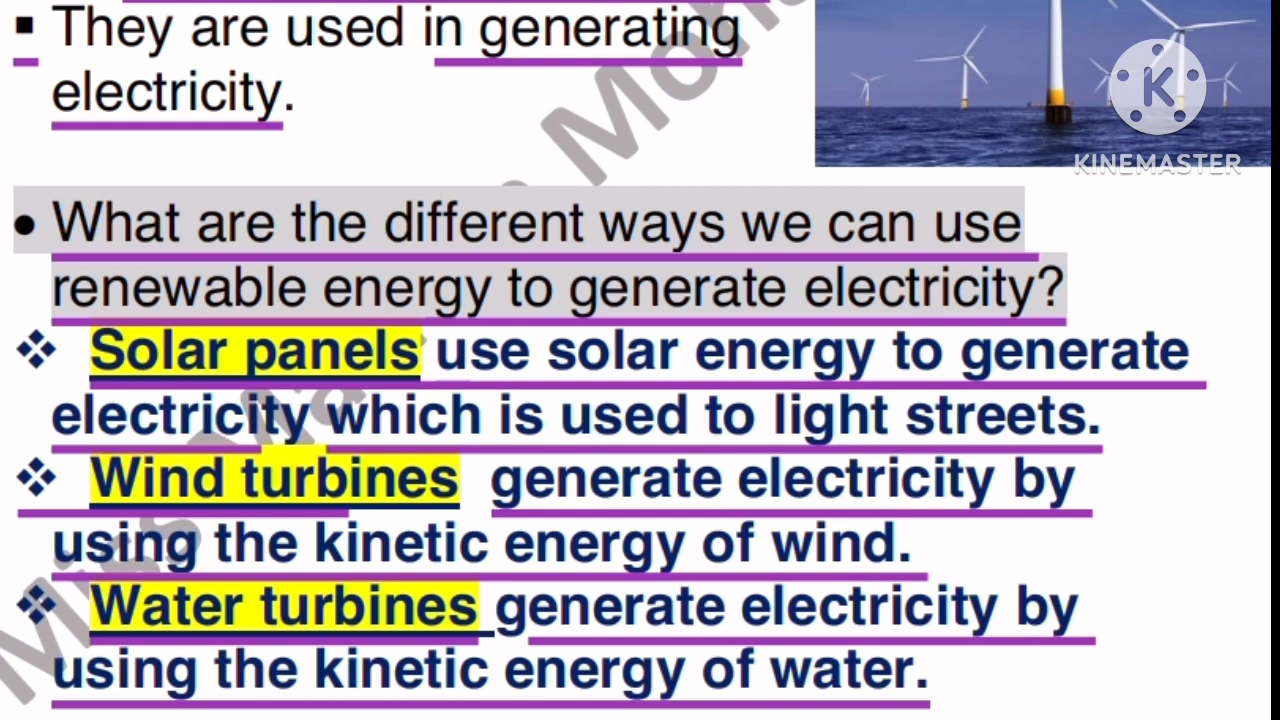 ▪ They are used in generating
electricity.
KINEMASTER
• What are the different ways we can use
renewable energy to generate electricity?
❖ Solar panels use solar energy to generate
electricity which is used to light streets.
❖ Wind turbines generate electricity by
using the kinetic energy of wind.
❖ Water turbines generate electricity by
using the kinetic energy of water.
Miss